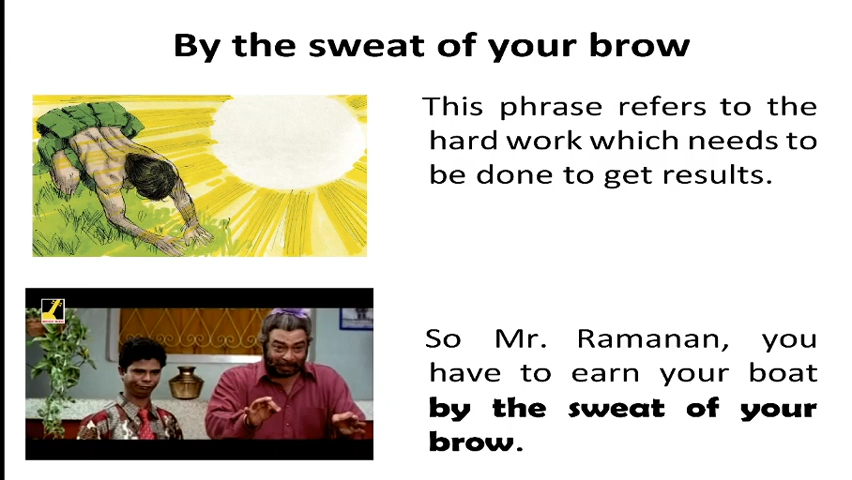 By the sweat of your brow
This phrase refers to the
hard work which needs to
be done to get results.
So Mr. Ramanan, you
have to earn your boat
by the sweat of your
brow.